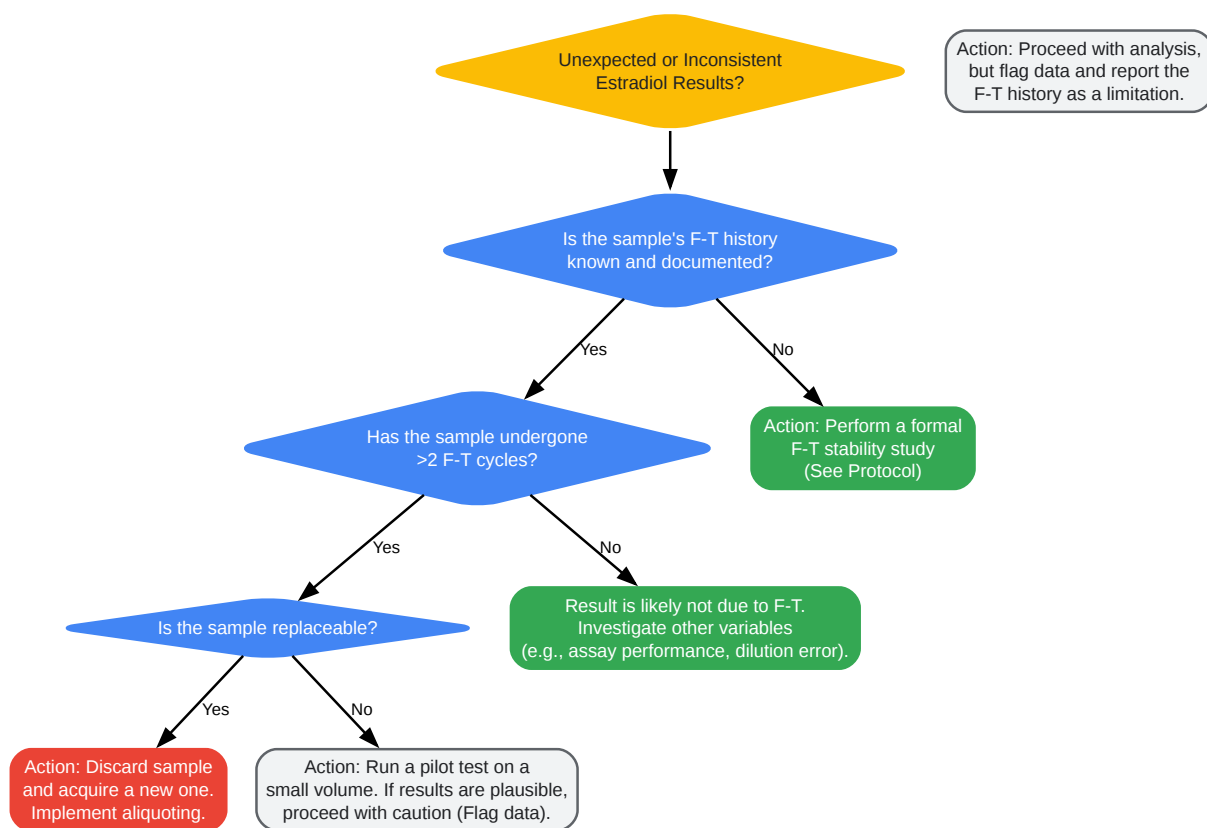 Unexpected or Inconsistent
Estradiol Results?
Action: Proceed with analysis,
but flag data and report the
F-T history as a limitation.
Is the sample's F-T history
known and documented?
Yes
No
Has the sample undergone
>2 F-T cycles?
Action: Perform a formal
F-T stability study
(See Protocol)
Yes
No
Is the sample replaceable?
Result is likely not due to F-T.
Investigate other variables
(e.g., assay performance, dilution error).
Yes
No
Action: Discard sample
and acquire a new one.
Implement aliquoting.
Action: Run a pilot test on a
small volume. If results are plausible,
proceed with caution (Flag data).